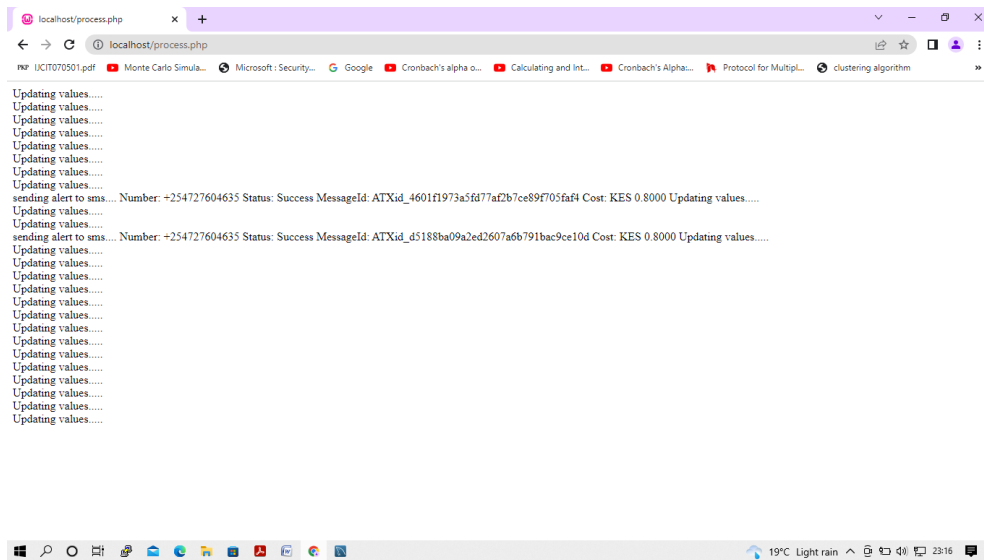 localhost/process.php
localhost/process.php
IJCIT070501.pdf Monte Carlo Simula... Microsoft : Security... Google Cronbach's alpha o... Calculating and Int... Cronbach's Alpha:... Protocol for Multipl... clustering algorithm »
Updating values.....
Updating values.....
Updating values.....
Updating values.....
Updating values.....
Updating values.....
Updating values.....
Updating values.....
sending alert to sms.... Number: +254727604635 Status: Success MessageId: ATXid_4601f1973a5fd77af2b7ce89f705faf4 Cost: KES 0.8000 Updating values.....
Updating values.....
Updating values.....
sending alert to sms.... Number: +254727604635 Status: Success MessageId: ATXid_d5188ba09a2ed2607a6b791bac9ce10d Cost: KES 0.8000 Updating values.....
Updating values.....
Updating values.....
Updating values.....
Updating values.....
Updating values.....
Updating values.....
Updating values.....
Updating values.....
Updating values.....
Updating values.....
Updating values.....
Updating values.....
Updating values.....
Updating values.....
19°C Light rain 23:16